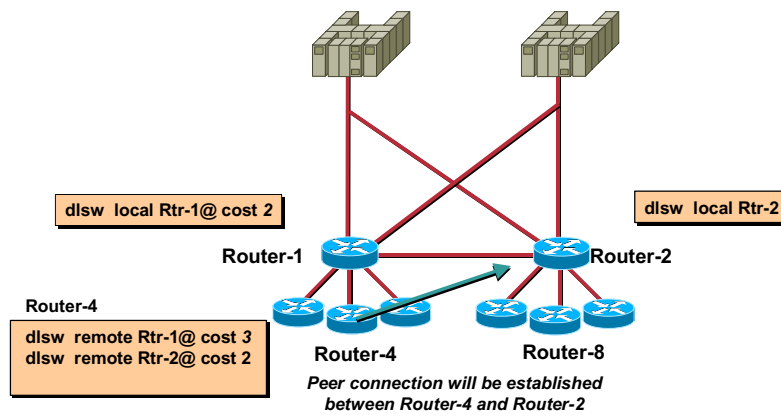 dlsw local Rtr-1@ cost 2
dlsw local Rtr-2
Router-1
Router-2
Router-4
dlsw remote Rtr-1@ cost 3
dlsw remote Rtr-2@ cost 2
Router-4
Router-8
Peer connection will be established
between Router-4 and Router-2